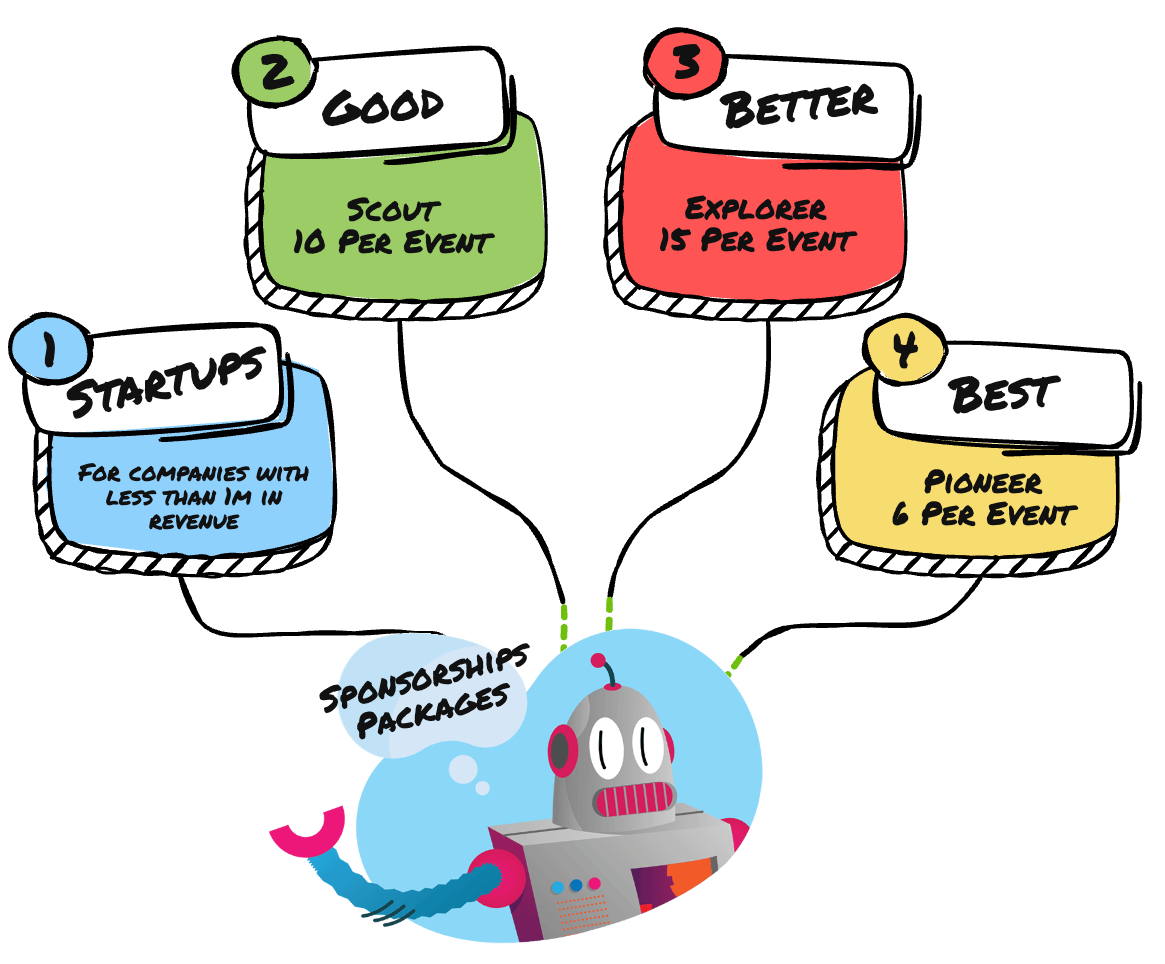 1
Startups
For companies with
less than 1m in
revenue
2
Good
Scout
10 Per Event
3
Better
Explorer
15 Per Event
4
Best
Pioneer
6 Per Event
Sponsorships
Packages